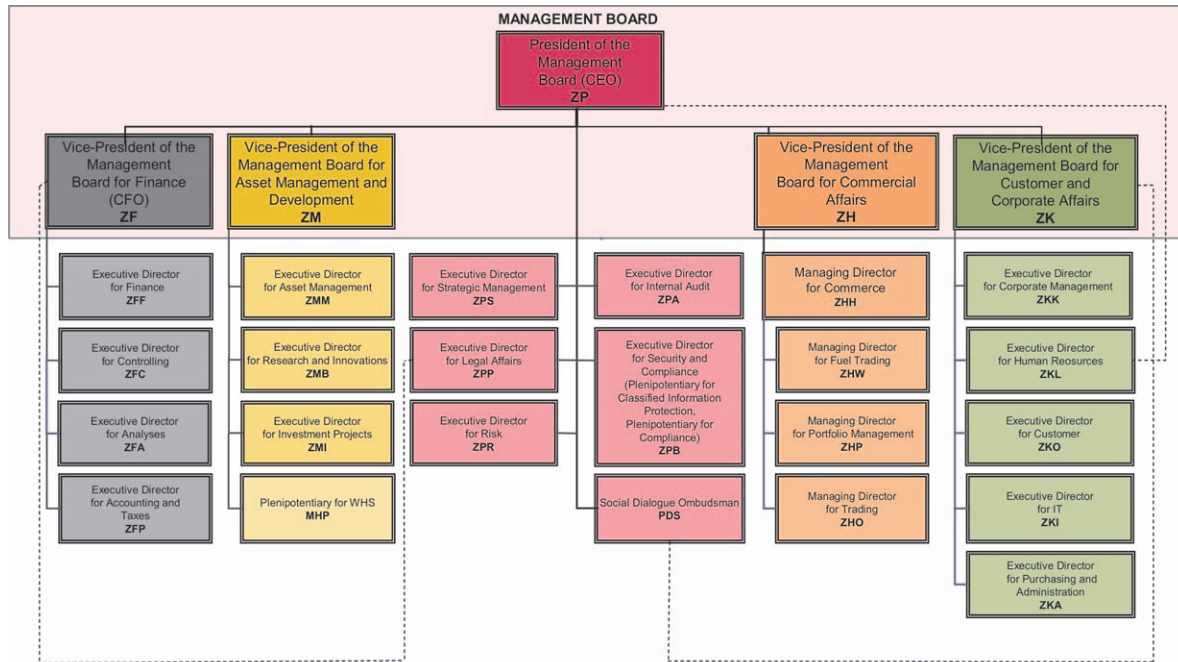 MANAGEMENT BOARD
President of the
Management
Board (CEO)
ZP
Vice-President of the
Management
Board for Finance
(CFO)
ZF
Vice-President of the
Management Board for
Asset Management and
Development
ZM
Vice-President of the
Management
Board for Commercial
Affairs
ZH
Vice-President of the
Management Board for
Customer and
Corporate Affairs
ZK
Executive Director
for Finance
ZFF
Executive Director
for Controlling
ZFC
Executive Director
for Analyses
ZFA
Executive Director
for Accounting and
Taxes
ZFP
Executive Director
for Asset Management
ZMM
Executive Director
for Research and Innovations
ZMB
Executive Director
for Investment Projects
ZMI
Plenipotentiary for WHS
MHP
Executive Director
for Strategic Management
ZPS
Executive Director
for Legal Affairs
ZPP
Executive Director
for Risk
ZPR
Executive Director
for Internal Audit
ZPA
Executive Director
for Security and
Compliance
(Plenipotentiary for
Classified Information
Protection,
Plenipotentiary for
Compliance)
ZPB
Social Dialogue Ombudsman
PDS
Managing Director
for Commerce
ZHH
Managing Director
for Fuel Trading
ZHW
Managing Director
for Portfolio Management
ZHP
Managing Director
for Trading
ZHO
Executive Director
for Corporate Management
ZKK
Executive Director
for Human Reosurces
ZKL
Executive Director
for Customer
ZKO
Executive Director
for IT
ZKI
Executive Director
for Purchasing and
Administration
ZKA